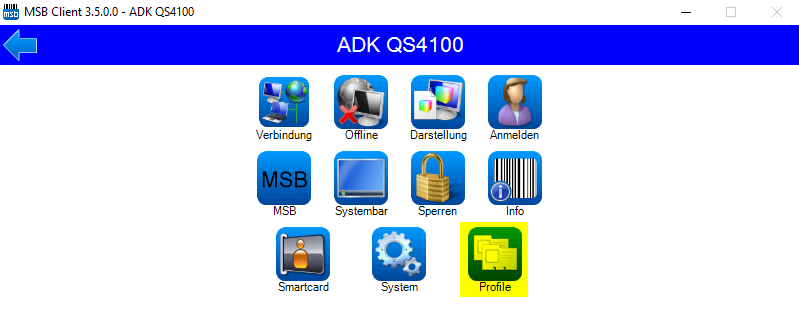 msb MSB Client 3.5.0.0 - ADK QS4100
ADK QS4100
Verbindung Offline Darstellung Anmelden
MSB
MSB Systembar Sperren Info
Smartcard System Profile